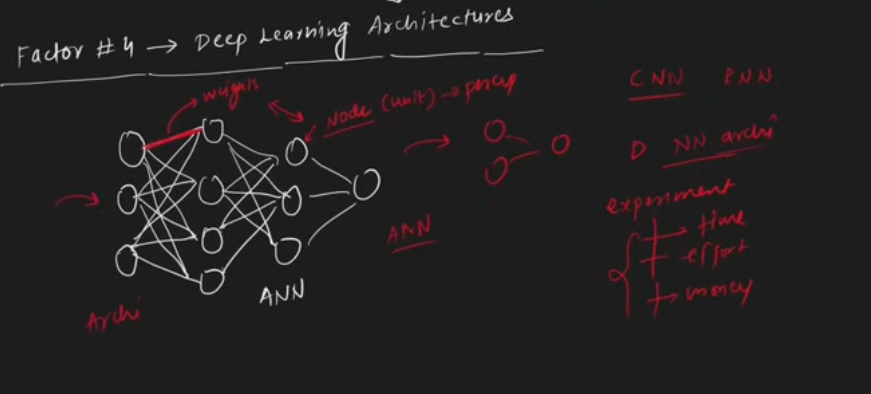 Factor #4 → Deep Learning Architectures
weights
Node (unit) → percep
CNN RNN
D NN archi
experiment
→ time
effort
→ money
ANN
ANN
Archi